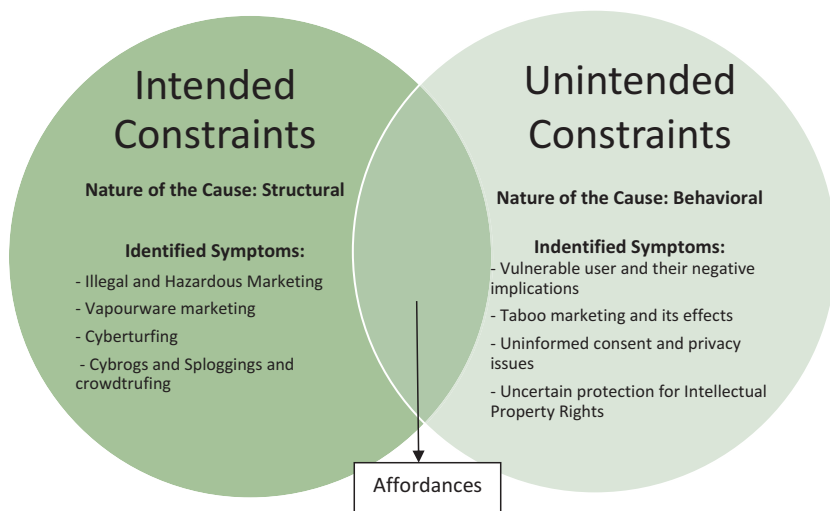 Intended
Constraints
Nature of the Cause: Structural
Identified Symptoms:
- Illegal and Hazardous Marketing
- Vapourware marketing
- Cyberturfing
- Cybrogs and Sploggings and
crowdtrufing
Unintended
Constraints
Nature of the Cause: Behavioral
Indentified Symptoms:
- Vulnerable user and their negative
implications
- Taboo marketing and its effects
- Uninformed consent and privacy
issues
- Uncertain protection for Intellectual
Property Rights
Affordances